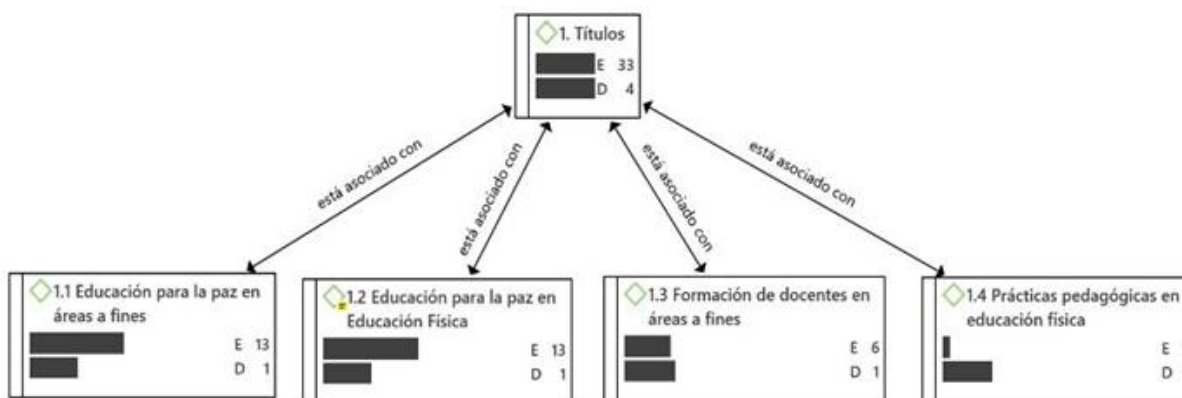 1. Títulos
E 33
D 4
está asociado con
está asociado con
está asociado con
está asociado con
1.1 Educación para la paz en
áreas a fines
E 13
D 1
1.2 Educación para la paz en
Educación Física
E 13
D 1
1.3 Formación de docentes en
áreas a fines
E 6
D 1
1.4 Prácticas pedagógicas en
educación física
E
D